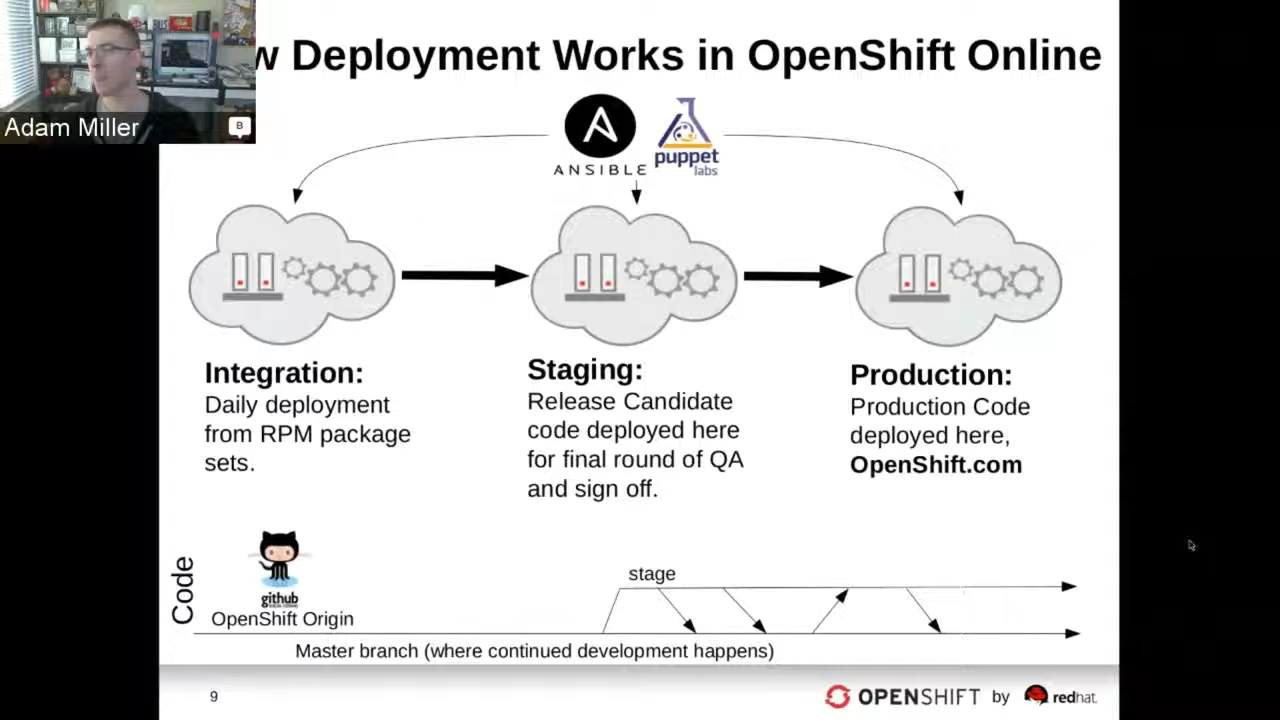 w Deployment Works in OpenShift Online
Adam Miller
B
A
ANSIBLE
puppet
labs
Integration:
Daily deployment
from RPM package
sets.
Staging:
Release Candidate
code deployed here
for final round of QA
and sign off.
Production:
Production Code
deployed here,
OpenShift.com
Code
github
OpenShift Origin
stage
Master branch (where continued development happens)
9
OPENSHIFT by redhat.